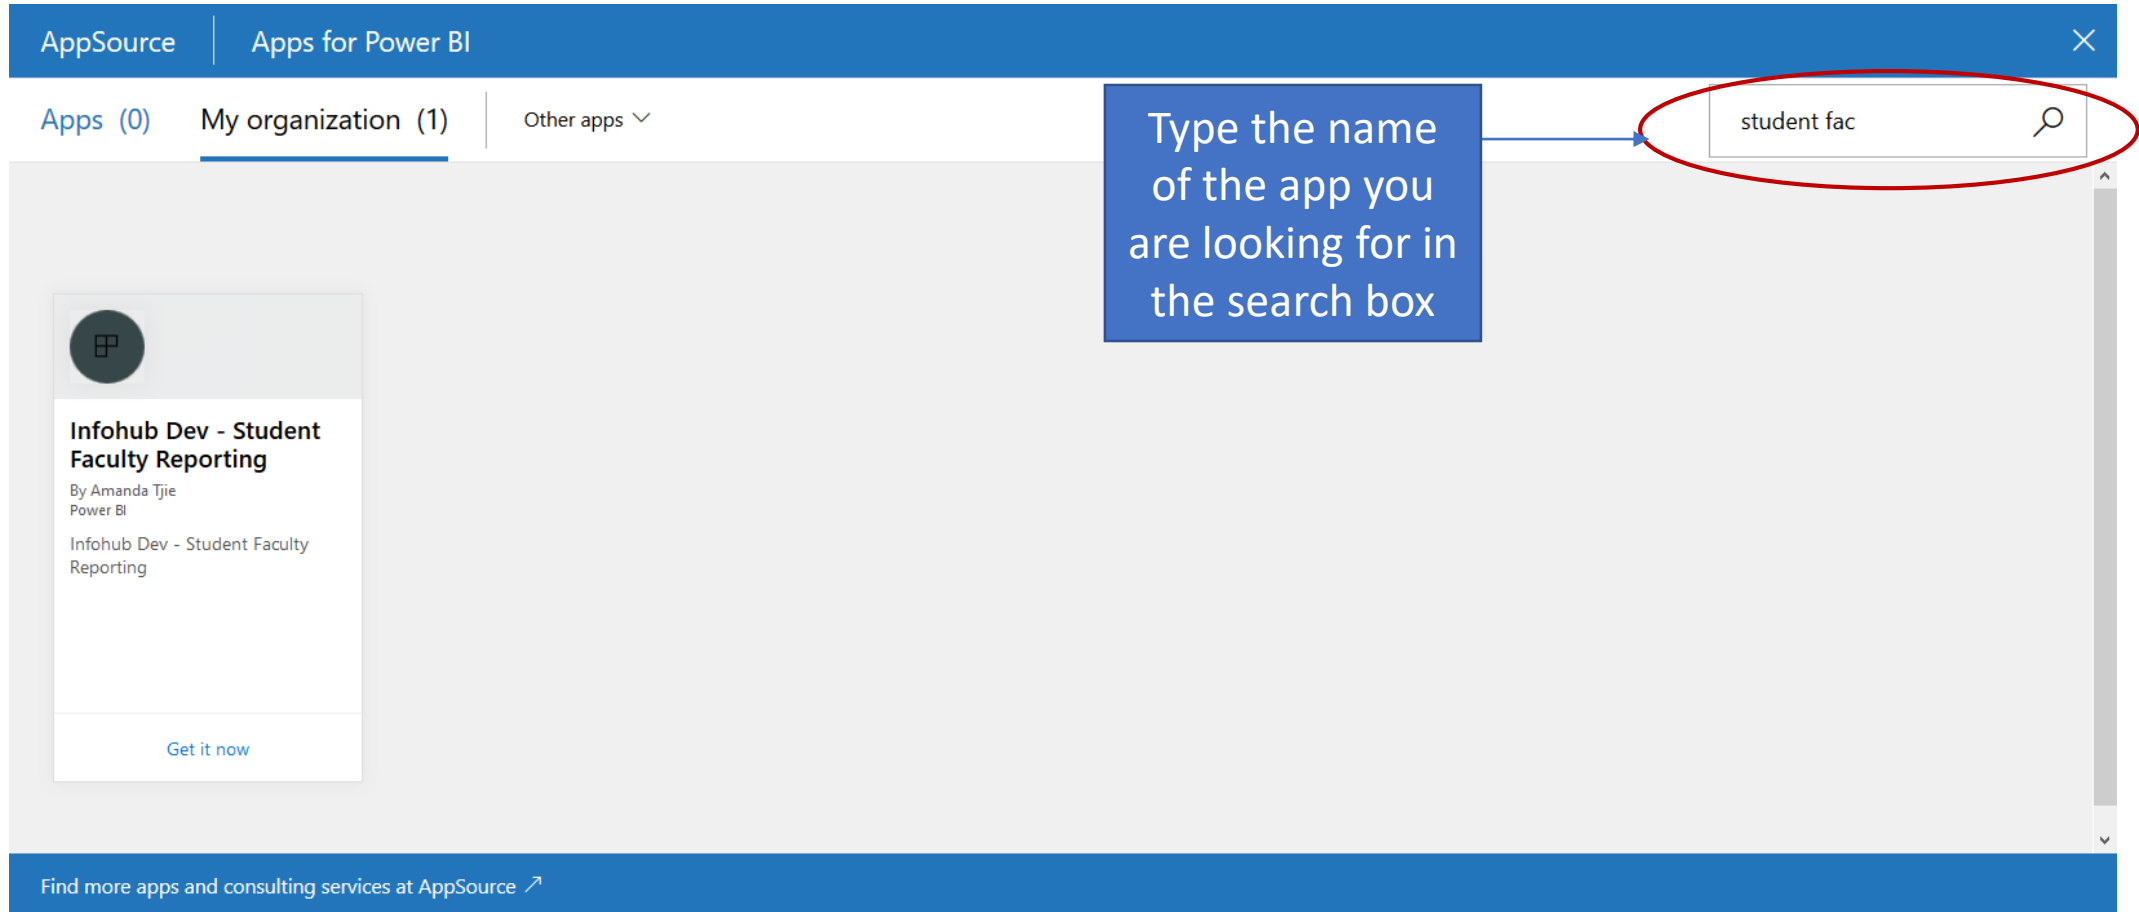 AppSource
Apps for Power BI
Apps (0)
My organization (1)
Other apps
student fac
Type the name
of the app you
are looking for in
the search box
Infohub Dev - Student
Faculty Reporting
By Amanda Tjie
Power BI
Infohub Dev - Student Faculty
Reporting
Get it now
Find more apps and consulting services at AppSource